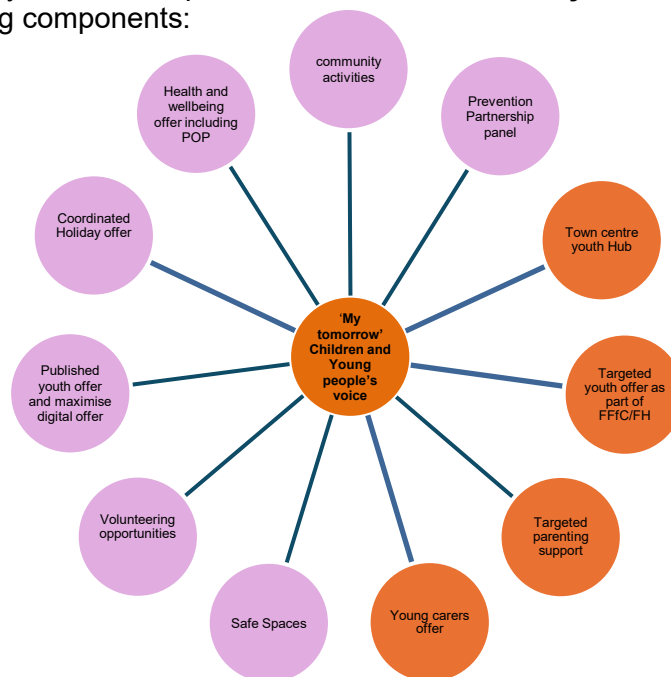 g components:
community
activities
Prevention
Partnership
panel
Town centre
youth Hub
Targeted
youth offer as
part of
FFfC/FH
Targeted
parenting
support
Young carers
offer
Safe Spaces
Volunteering
opportunities
Published
youth offer
and maximise
digital offer
Coordinated
Holiday offer
Health and
wellbeing
offer including
POP
'My
tomorrow'
Children and
Young
people's
voice